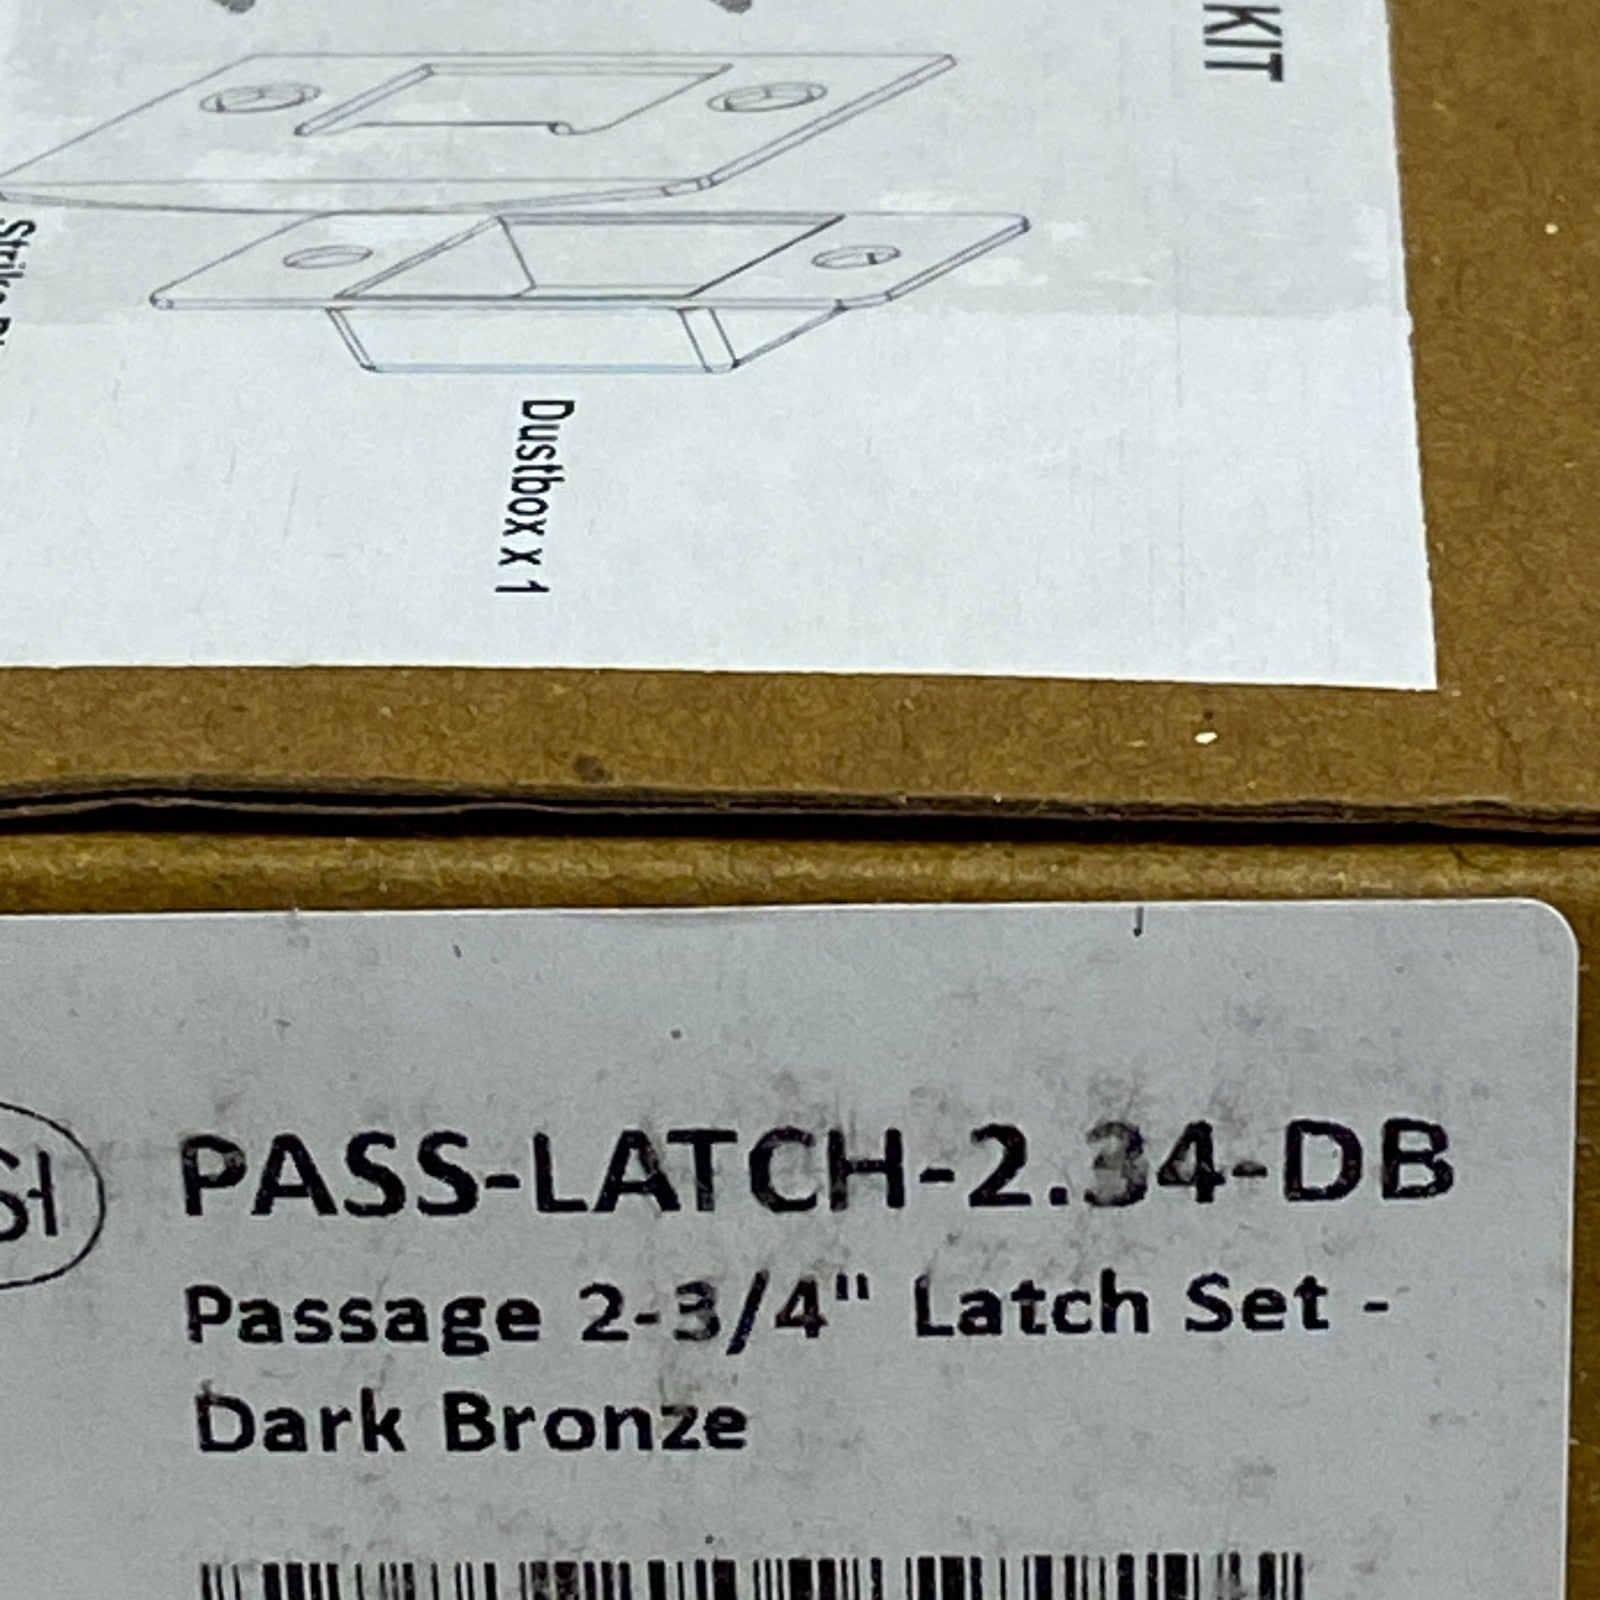 KIT
Dustbox x 1
PASS-LATCH-2.34-DB
Passage 2-3/4" Latch Set -
Dark Bronze